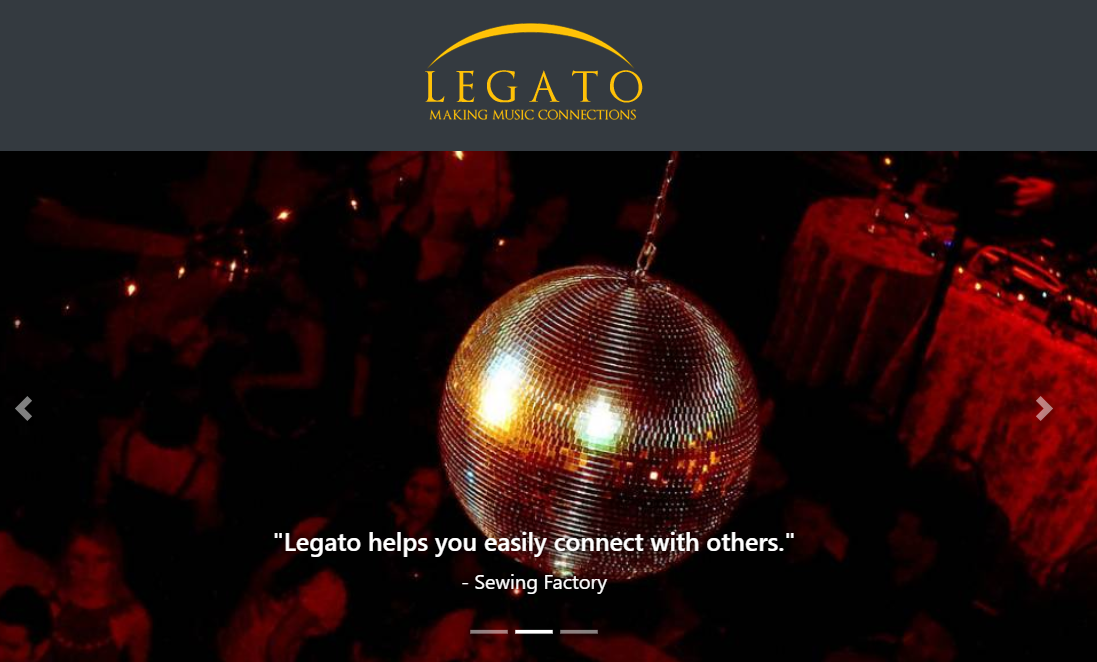 LEGATO
MAKING MUSIC CONNECTIONS
"Legato helps you easily connect with others."
- Sewing Factory